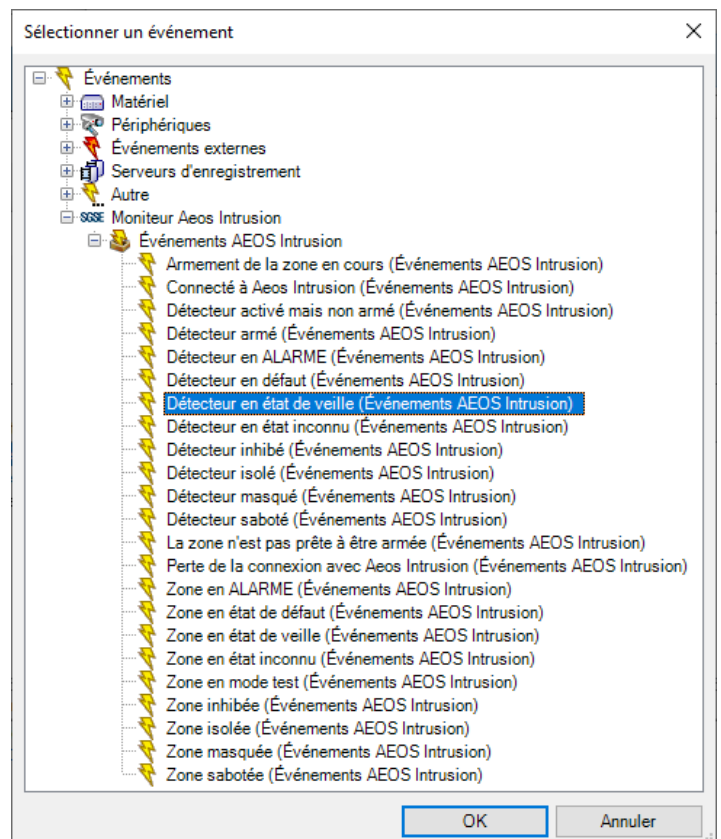 Sélectionner un événement
Événements
Matériel
Périphériques
Événements externes
Serveurs d'enregistrement
Autre
SGSE Moniteur Aeos Intrusion
Événements AEOS Intrusion
Armement de la zone en cours (Événements AEOS Intrusion)
Connecté à Aeos Intrusion (Événements AEOS Intrusion)
Détecteur activé mais non armé (Événements AEOS Intrusion)
Détecteur armé (Événements AEOS Intrusion)
Détecteur en ALARME (Événements AEOS Intrusion)
Détecteur en défaut (Événements AEOS Intrusion)
Détecteur en état de veille (Événements AEOS Intrusion)
Détecteur en état inconnu (Événements AEOS Intrusion)
Détecteur inhibé (Événements AEOS Intrusion)
Détecteur isolé (Événements AEOS Intrusion)
Détecteur masqué (Événements AEOS Intrusion)
Détecteur saboté (Événements AEOS Intrusion)
La zone n'est pas prête à être armée (Événements AEOS Intrusion)
Perte de la connexion avec Aeos Intrusion (Événements AEOS Intrusion)
Zone en ALARME (Événements AEOS Intrusion)
Zone en état de défaut (Événements AEOS Intrusion)
Zone en état de veille (Événements AEOS Intrusion)
Zone en état inconnu (Événements AEOS Intrusion)
Zone en mode test (Événements AEOS Intrusion)
Zone inhibée (Événements AEOS Intrusion)
Zone isolée (Événements AEOS Intrusion)
Zone masquée (Événements AEOS Intrusion)
Zone sabotée (Événements AEOS Intrusion)
OK Annuler